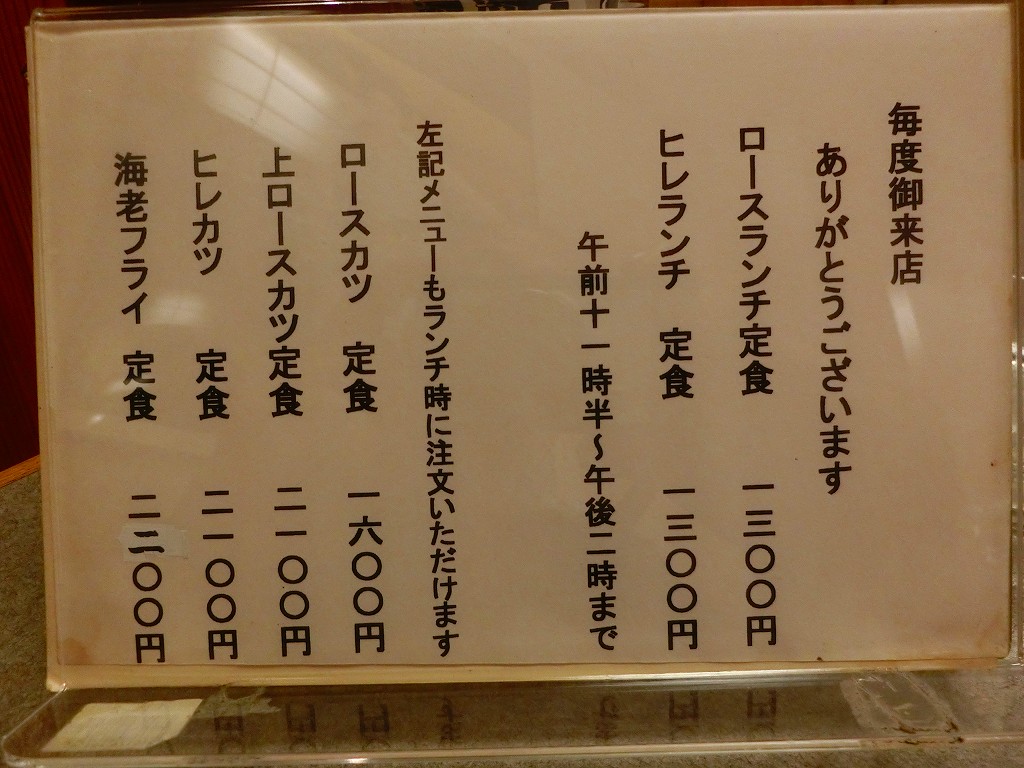 毎度御来店
ありがとうございます
ロースランチ定食 一三〇〇円
ヒレランチ 定食 一三〇〇円
午前十一時半～午後二時まで
左記メニューもランチ時に注文いただけます
ロースカツ 定食 一六〇〇円
上ロースカツ定食 二一〇〇円
ヒレカツ 定食 二一〇〇円
海老フライ 定食 二二〇〇円